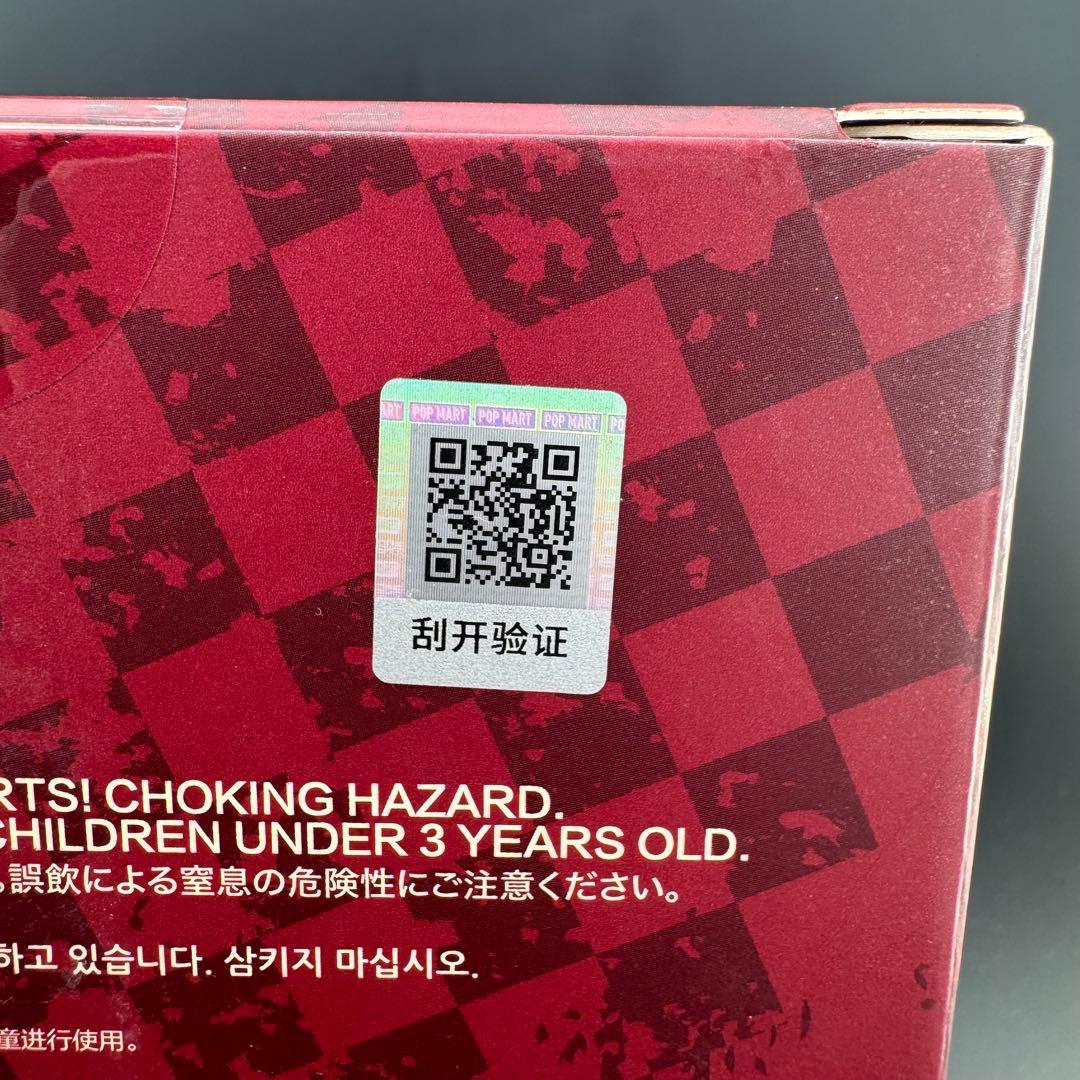 ART POP MART POP MART POP MART PO
刮开验证
RTS! CHOKING HAZARD.
CHILDREN UNDER 3 YEARS OLD.
。誤飲による窒息の危険性にご注意ください。
하고 있습니다. 삼키지 마십시오.
童进行使用。